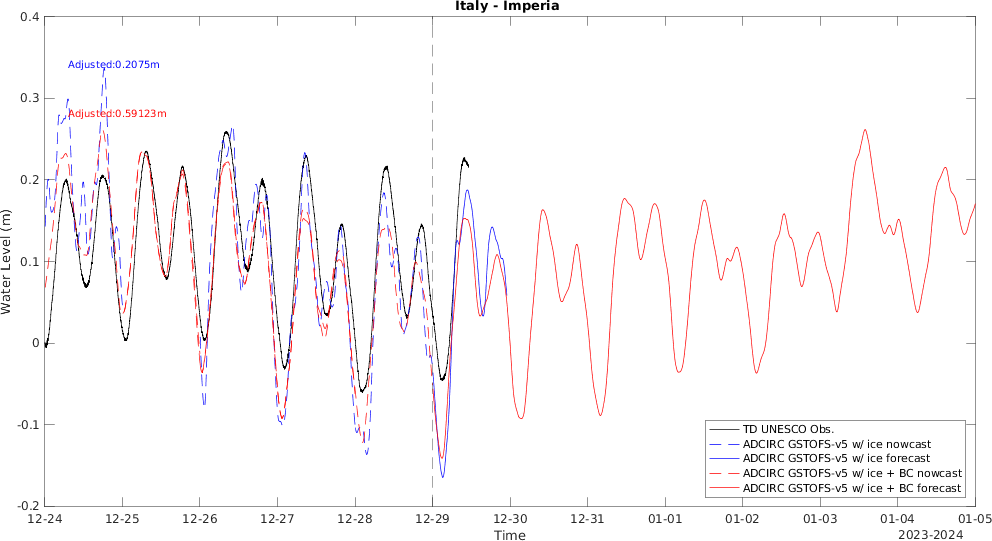 Italy - Imperia
0.4
0.3
0.2
0.1
0
-0.1
-0.2
Water Level (m)
Adjusted:0.2075m
Adjusted:0.59123m
TD UNESCO Obs.
ADCIRC GSTOFS-v5 w/ ice nowcast
ADCIRC GSTOFS-v5 w/ ice forecast
ADCIRC GSTOFS-v5 w/ ice + BC nowcast
ADCIRC GSTOFS-v5 w/ ice + BC forecast
12-24 12-25 12-26 12-27 12-28 12-29 12-30 12-31 01-01 01-02 01-03 01-04 01-05
Time
2023-2024